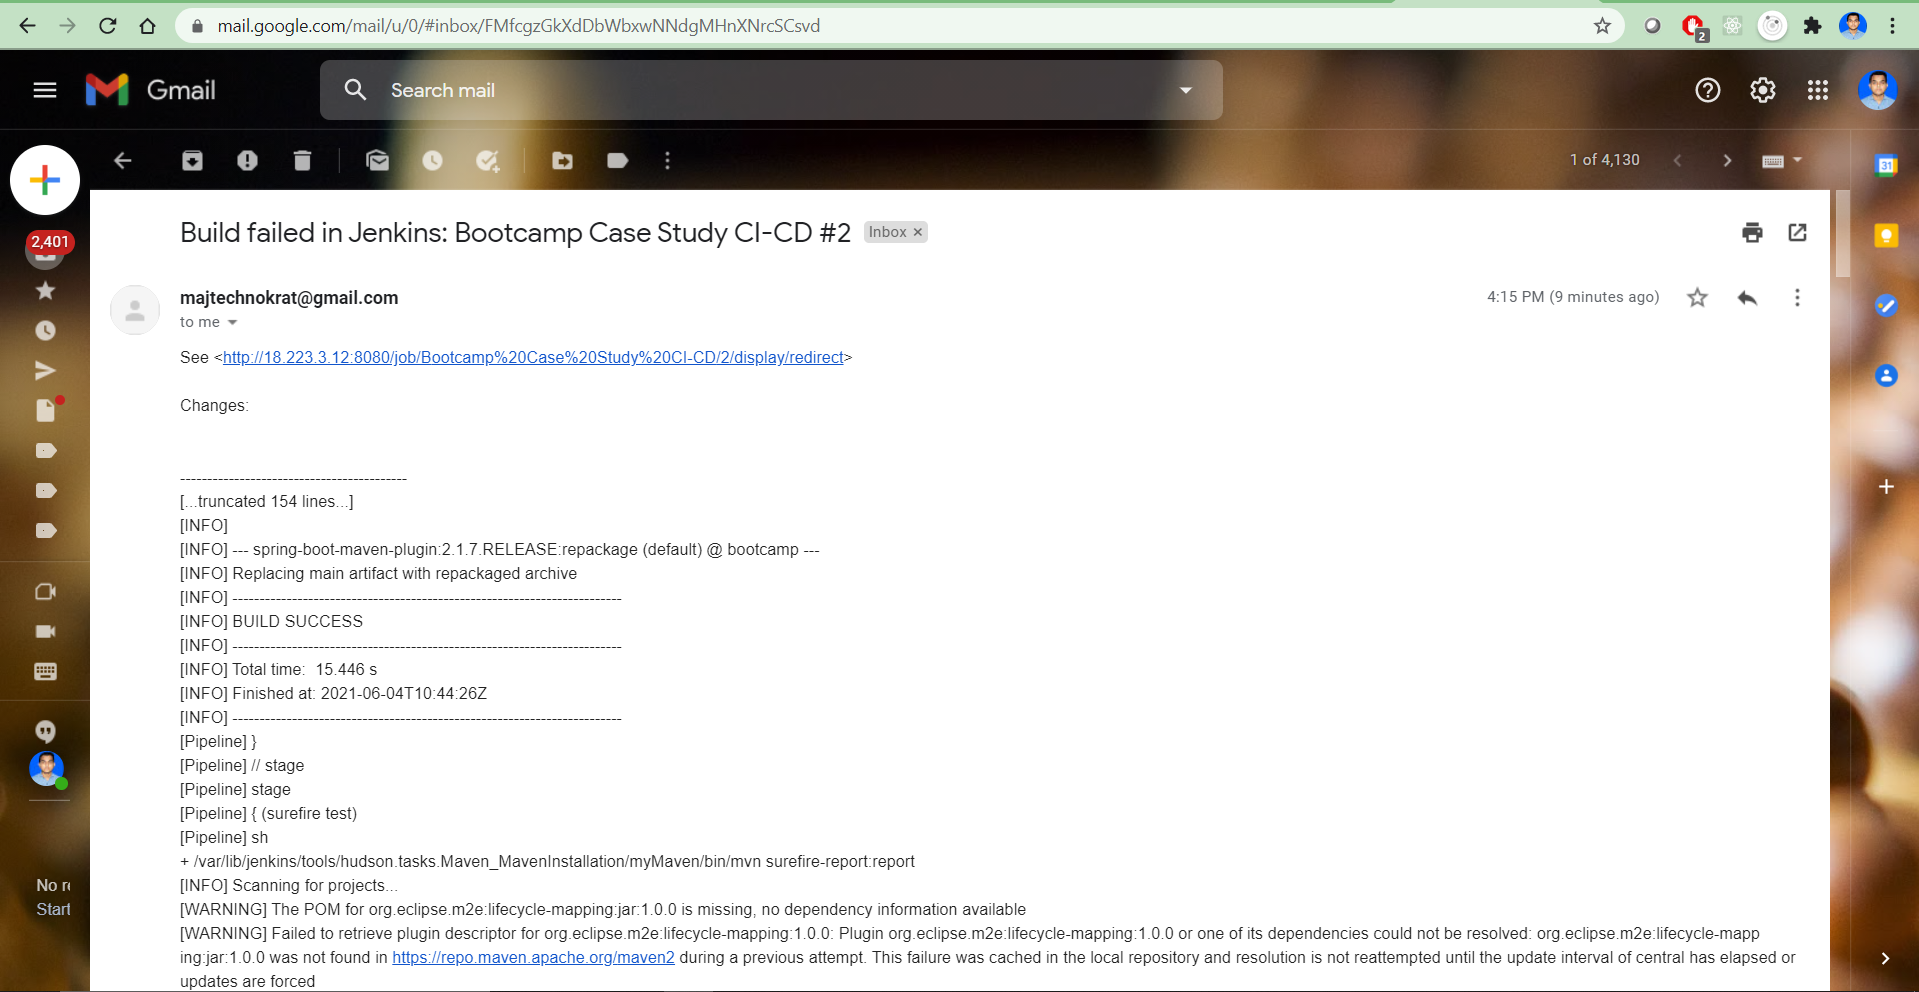 mail.google.com/mail/u/0/#inbox/FMfcgzGkXdDbWbxwNNdgMHnXNrcSCsvd
2
Gmail
Search mail
1 of 4,130
31
2,401
Build failed in Jenkins: Bootcamp Case Study CI-CD #2
Inbox ×
majtechnokrat@gmail.com
4:15 PM (9 minutes ago)
to me
See <http://18.223.3.12:8080/job/Bootcamp%20Case%20Study%20CI-CD/2/display/redirect>
Changes:
------------------------------------------
[...truncated 154 lines...]
[INFO]
[INFO] --- spring-boot-maven-plugin:2.1.7.RELEASE:repackage (default) @ bootcamp ---
[INFO] Replacing main artifact with repackaged archive
[INFO] ------------------------------------------------------------------------
[INFO] BUILD SUCCESS
[INFO] ------------------------------------------------------------------------
[INFO] Total time:  15.446 s
[INFO] Finished at: 2021-06-04T10:44:26Z
[INFO] ------------------------------------------------------------------------
[Pipeline] }
[Pipeline] // stage
[Pipeline] stage
[Pipeline] { (surefire test)
[Pipeline] sh
+ /var/lib/jenkins/tools/hudson.tasks.Maven_MavenInstallation/myMaven/bin/mvn surefire-report:report
[INFO] Scanning for projects...
[WARNING] The POM for org.eclipse.m2e:lifecycle-mapping:jar:1.0.0 is missing, no dependency information available
[WARNING] Failed to retrieve plugin descriptor for org.eclipse.m2e:lifecycle-mapping:1.0.0: Plugin org.eclipse.m2e:lifecycle-mapping:1.0.0 or one of its dependencies could not be resolved: org.eclipse.m2e:lifecycle-mapp
ing:jar:1.0.0 was not found in https://repo.maven.apache.org/maven2 during a previous attempt. This failure was cached in the local repository and resolution is not reattempted until the update interval of central has elapsed or
updates are forced
No
Start